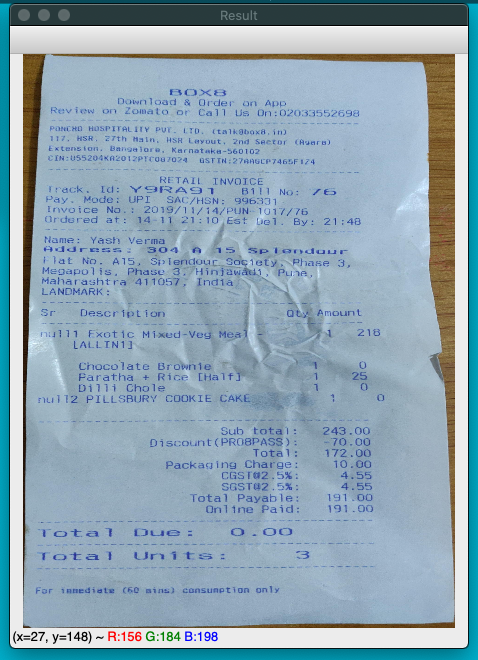 Result
BOX8
Download & Order on App
Review on Zomato or Call Us On:02033552698
PONCHO HOSPITALITY PVT. LTD. (talk@box8.in)
117, HSR, 27th Main, HSR Layout, 2nd Sector (Agara)
Extension, Bangalore, Karnataka-560102
RETAIL INVOICE
Track. Id: Y9RA91 Bill No: 76
Pay. Mode: UPI SAC/HSN: 996331
Invoice No.: 2019/11/14/PUN-1017/76
Ordered at: 14-11 21:10 Est Del. By: 21:48
Name: Yash Verma
Address: 304 A 15 Splendour
Flat No. A15, Splendour Society, Phase 3,
Megapolis, Phase 3, Hinjawadi, Pune,
Maharashtra 411057, India
LANDMARK:
Sr Description Qty Amount
null1 Exotic Mixed-Veg Meal - 1 218
[ALLIN1]
Chocolate Brownie 1 0
Paratha + Rice [Half] 1 25
Dilli Chole 1 0
null2 PILLSBURY COOKIE CAKE 1 0
Sub total: 243.00
Discount(PRO8PASS): -70.00
Total: 172.00
Packaging Charge: 10.00
CGST@2.5%: 4.55
SGST@2.5%: 4.55
Total Payable: 191.00
Online Paid: 191.00
Total Due: 0.00
Total Units: 3
For immediate (60 mins) consumption only
(x=27, y=148) ~ R:156 G:184 B:198